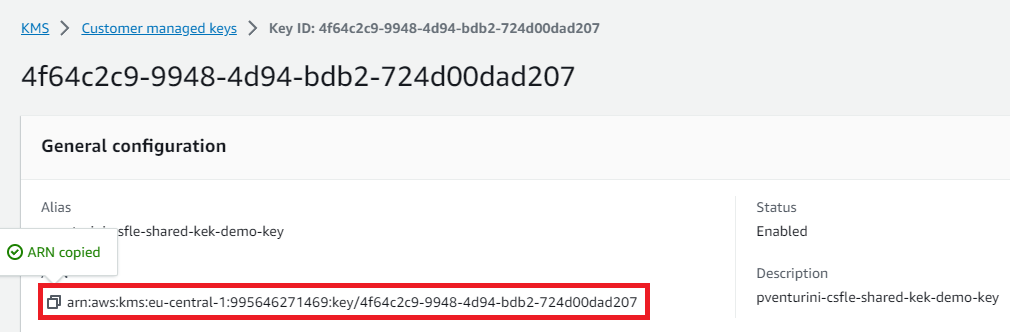 KMS > Customer managed keys > Key ID: 4f64c2c9-9948-4d94-bdb2-724d00dad207
4f64c2c9-9948-4d94-bdb2-724d00dad207
General configuration
Alias
Status
csfle-shared-kek-demo-key
Enabled
ARN copied
Description
arn:aws:kms:eu-central-1:995646271469:key/4f64c2c9-9948-4d94-bdb2-724d00dad207
pventurini-csfle-shared-kek-demo-key